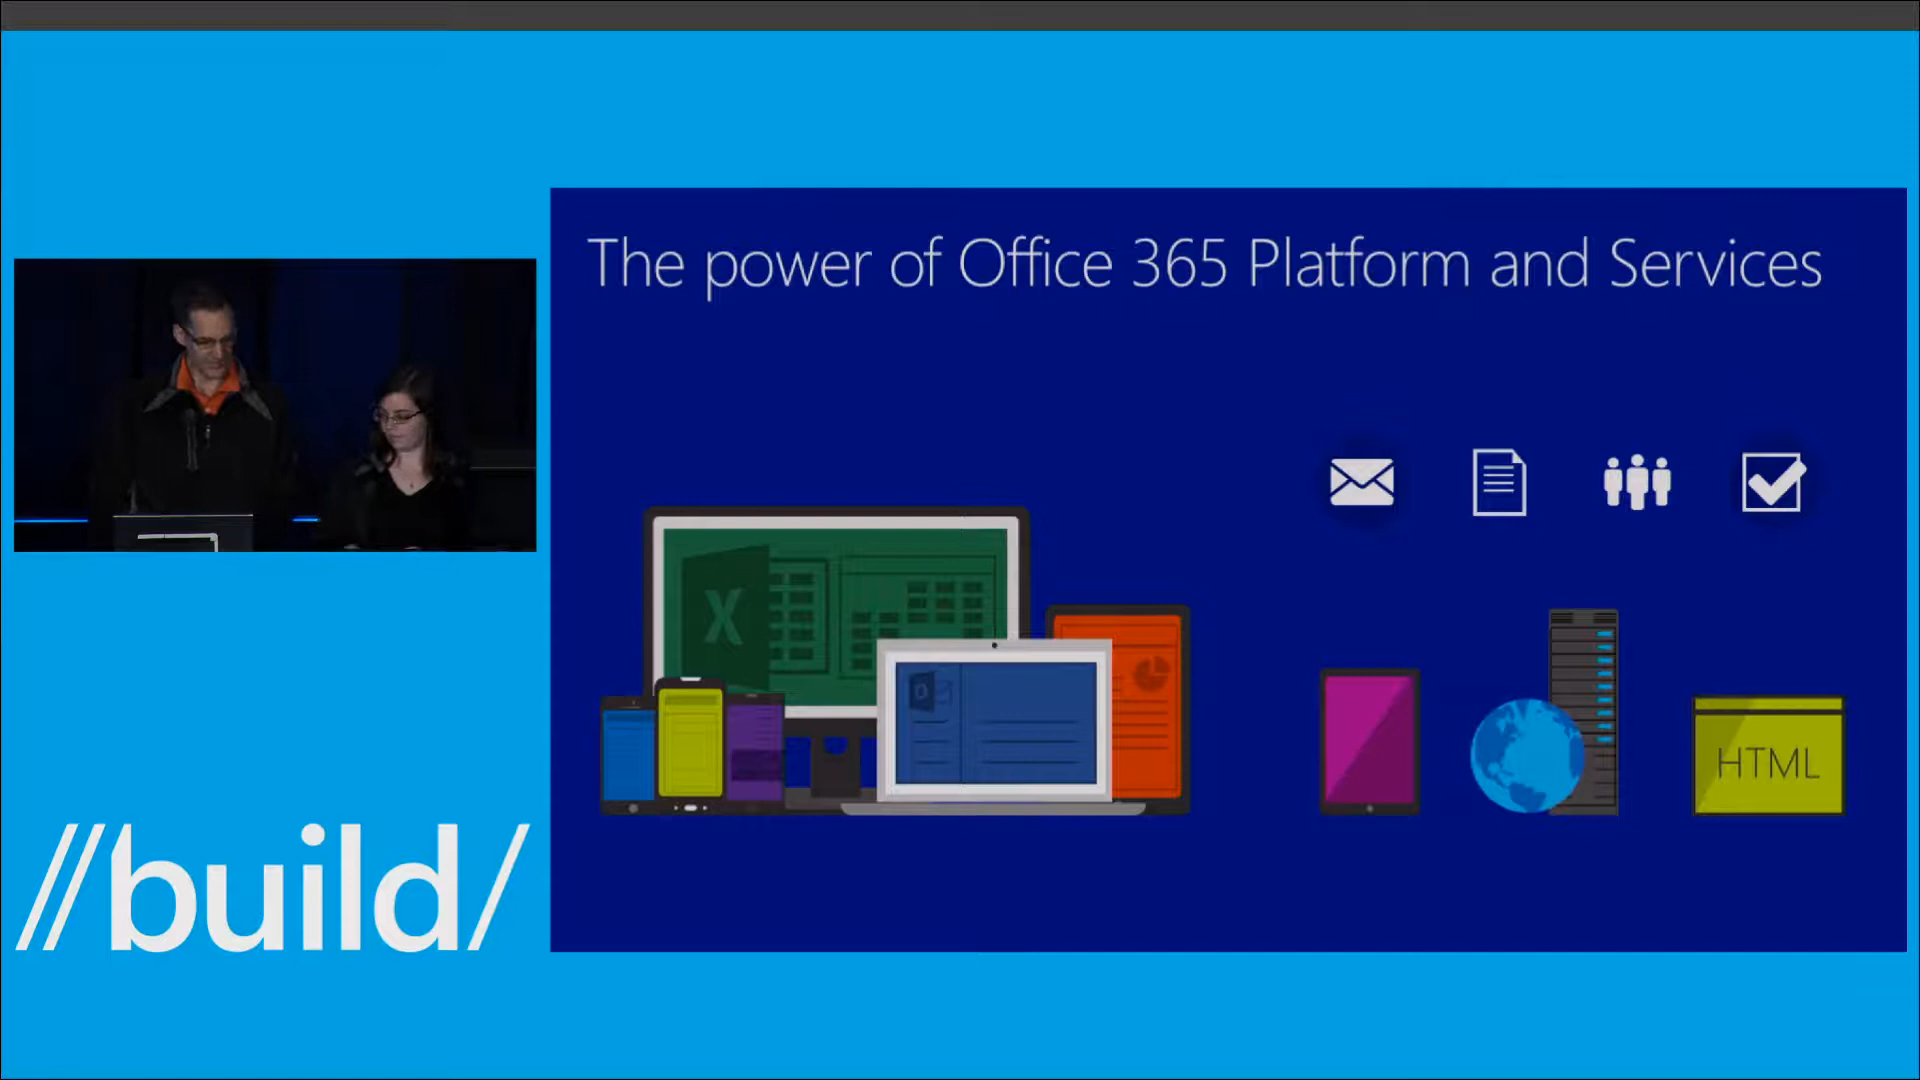 The power of Office 365 Platform and Services
X
O
HTML
//build/